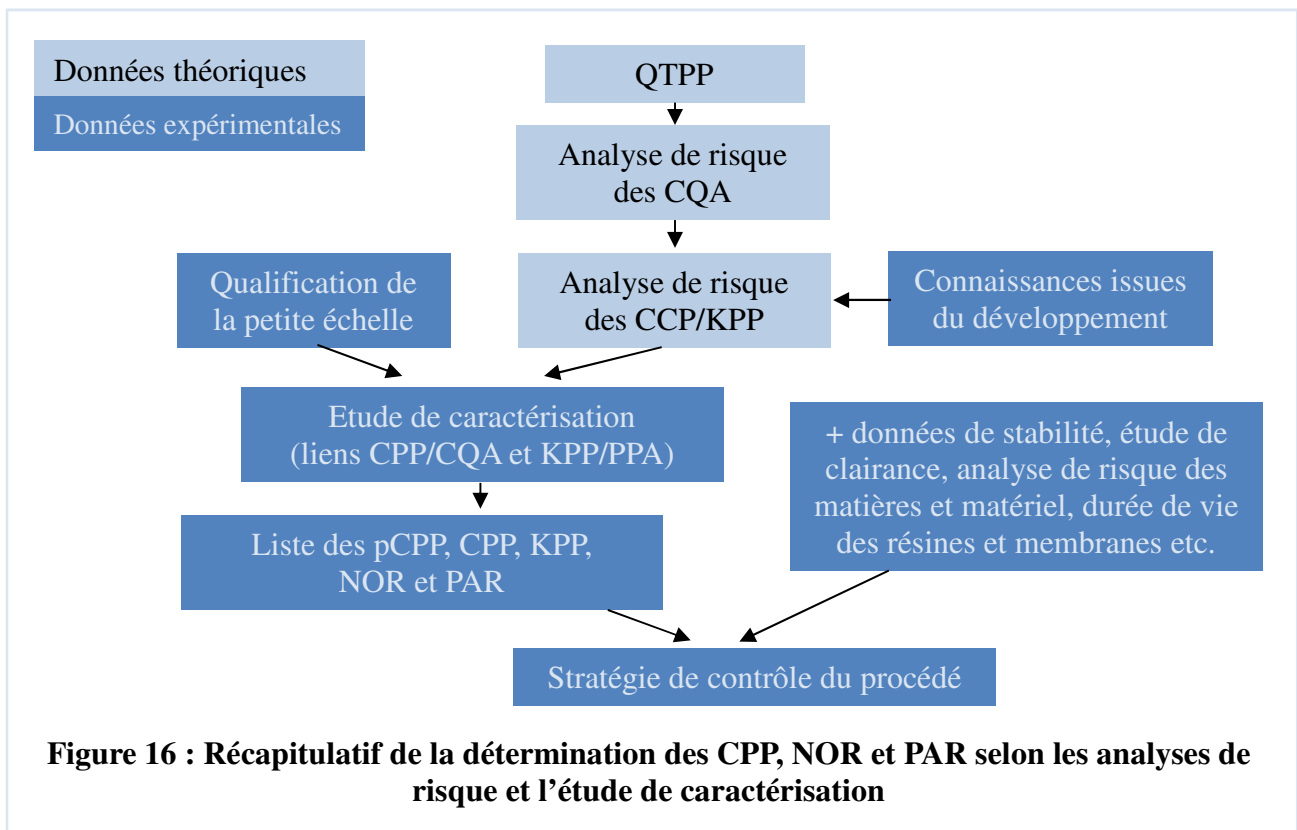 Données théoriques
Données expérimentales
QTPP
Analyse de risque
des CQA
Qualification de
la petite échelle
Analyse de risque
des CCP/KPP
Connaissances issues
du développement
Etude de caractérisation
(liens CPP/CQA et KPP/PPA)
+ données de stabilité, étude de
clairance, analyse de risque des
matières et matériel, durée de vie
des résines et membranes etc.
Liste des pCPP, CPP, KPP,
NOR et PAR
Stratégie de contrôle du procédé
Figure 16 : Récapitulatif de la détermination des CPP, NOR et PAR selon les analyses de
risque et l’étude de caractérisation